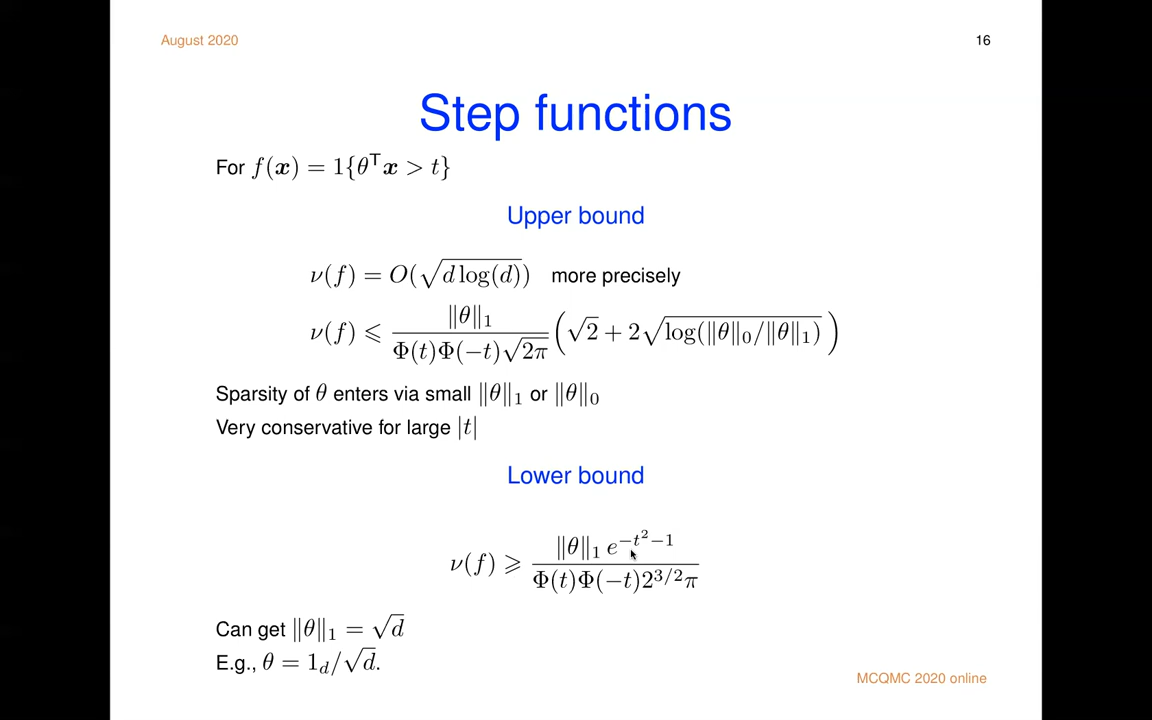 August 2020
16
Step functions
For f(x) = 1{θᵀx > t}
Upper bound
ν(f) = O(√(d log(d))) more precisely
ν(f) ⩽ ‖θ‖₁ / (Φ(t)Φ(−t)√(2π)) (√2 + 2√(log(‖θ‖₀/‖θ‖₁)))
Sparsity of θ enters via small ‖θ‖₁ or ‖θ‖₀
Very conservative for large |t|
Lower bound
ν(f) ⩾ ‖θ‖₁ e^(−t²−1) / (Φ(t)Φ(−t)2^(3/2)π)
Can get ‖θ‖₁ = √d
E.g., θ = 1_d/√d.
MCQMC 2020 online